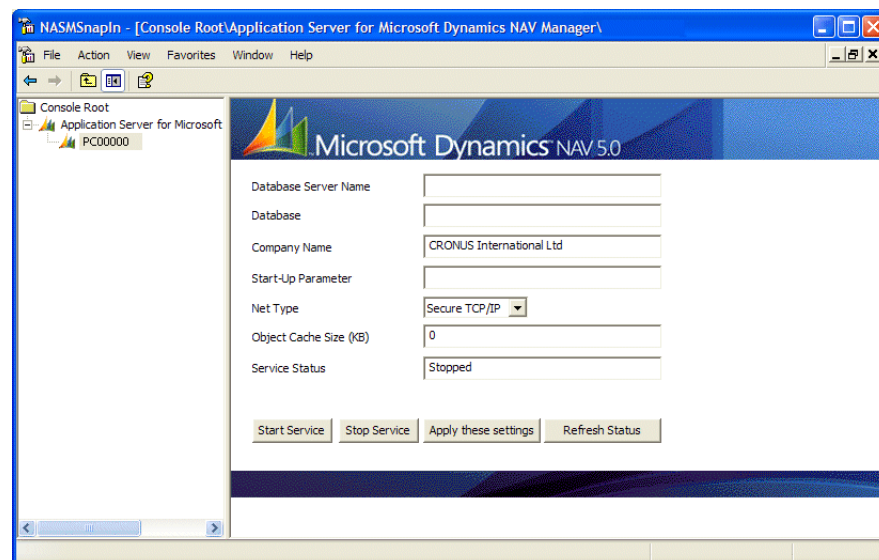 NASMSnapIn - [Console Root\Application Server for Microsoft Dynamics NAV Manager\
File Action View Favorites Window Help
Console Root
Application Server for Microsoft
PC00000
Microsoft Dynamics NAV 5.0
Database Server Name
Database
Company Name CRONUS International Ltd
Start-Up Parameter
Net Type Secure TCP/IP
Object Cache Size (KB) 0
Service Status Stopped
Start Service Stop Service Apply these settings Refresh Status